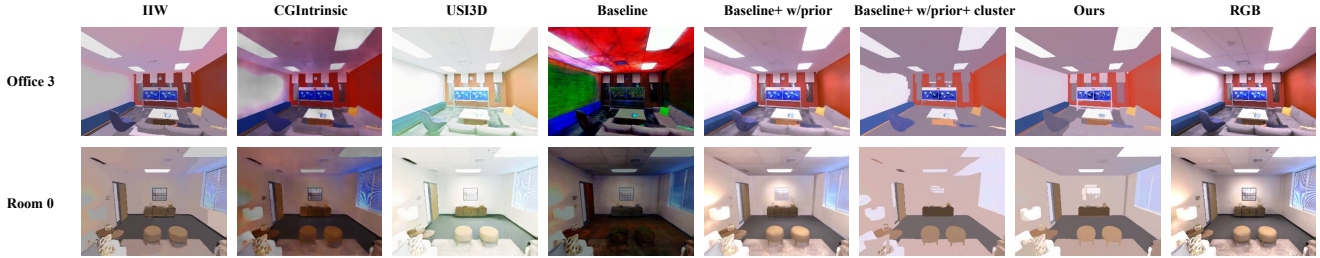 IIW CGIntrinsic USI3D Baseline Baseline+ w/prior Baseline+ w/prior+ cluster Ours RGB
Office 3
Room 0